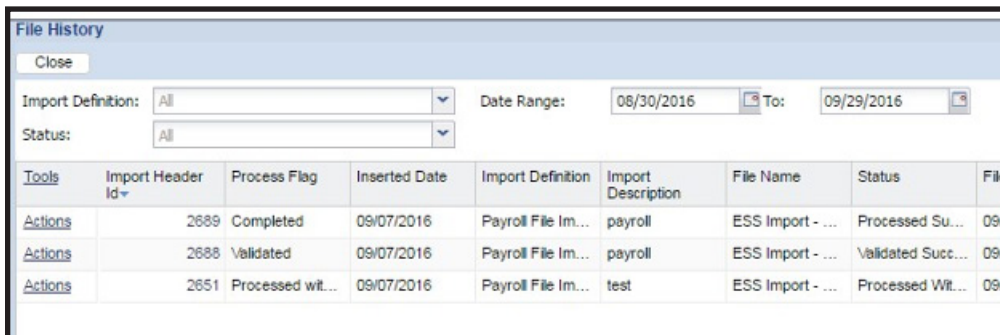 File History
Close
Import Definition: All Date Range: 08/30/2016 To: 09/29/2016
Status: All
Tools Import Header Id Process Flag Inserted Date Import Definition Import Description File Name Status Fil
Actions 2689 Completed 09/07/2016 Payroll File Im... payroll ESS Import - ... Processed Su... 09
Actions 2688 Validated 09/07/2016 Payroll File Im... payroll ESS Import - ... Validated Succ... 09
Actions 2651 Processed wit... 09/07/2016 Payroll File Im... test ESS Import - ... Processed Wit... 09